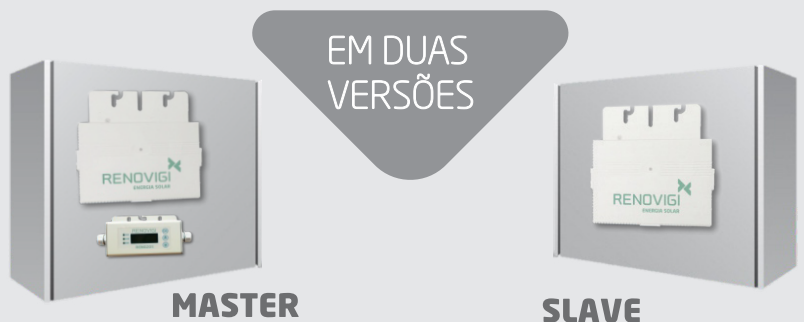 EM DUAS
VERSÕES
RENOVIGI
ENERGIA SOLAR
RENOVIGI
ENERGIA SOLAR
MASTER
SLAVE